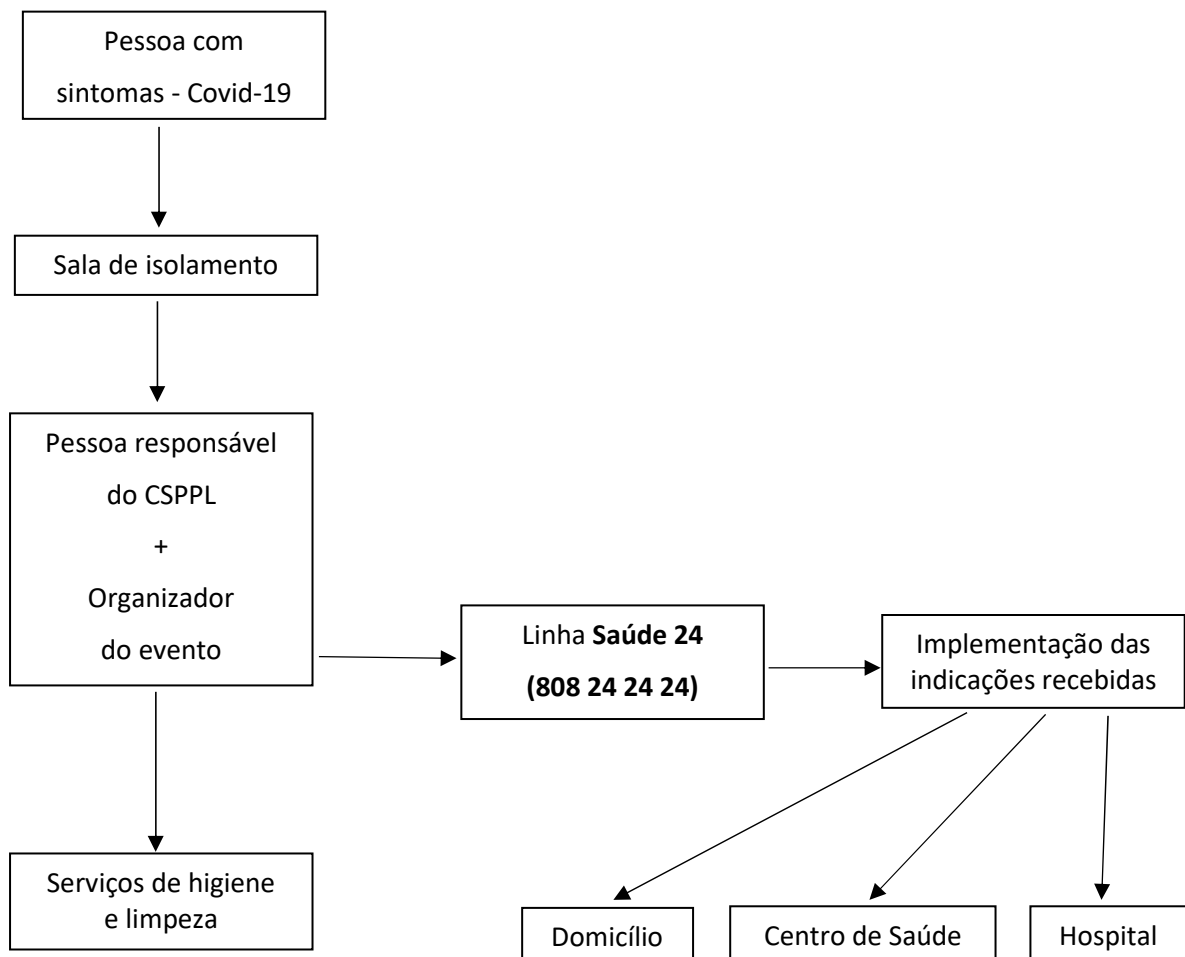 Pessoa com
sintomas - Covid-19
Sala de isolamento
Pessoa responsável
do CSPPL
+
Organizador
do evento
Linha Saúde 24
(808 24 24 24)
Implementação das
indicações recebidas
Serviços de higiene
e limpeza
Domicílio
Centro de Saúde
Hospital